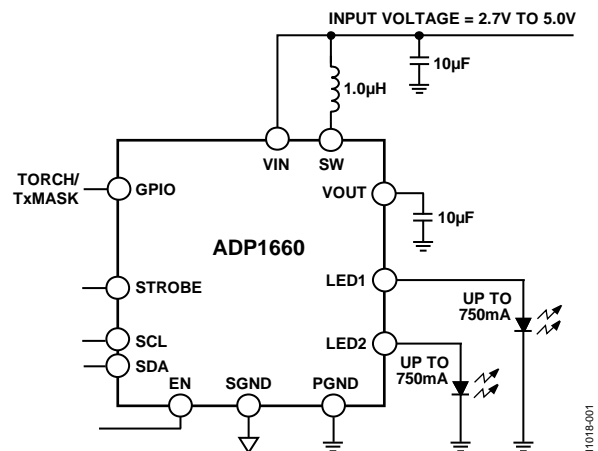 INPUT VOLTAGE = 2.7V TO 5.0V
10µF
1.0µH
VIN
SW
TORCH/
TxMASK
GPIO
VOUT
10µF
ADP1660
STROBE
LED1
UP TO
750mA
SCL
LED2
SDA
UP TO
750mA
EN
SGND
PGND
11018-001